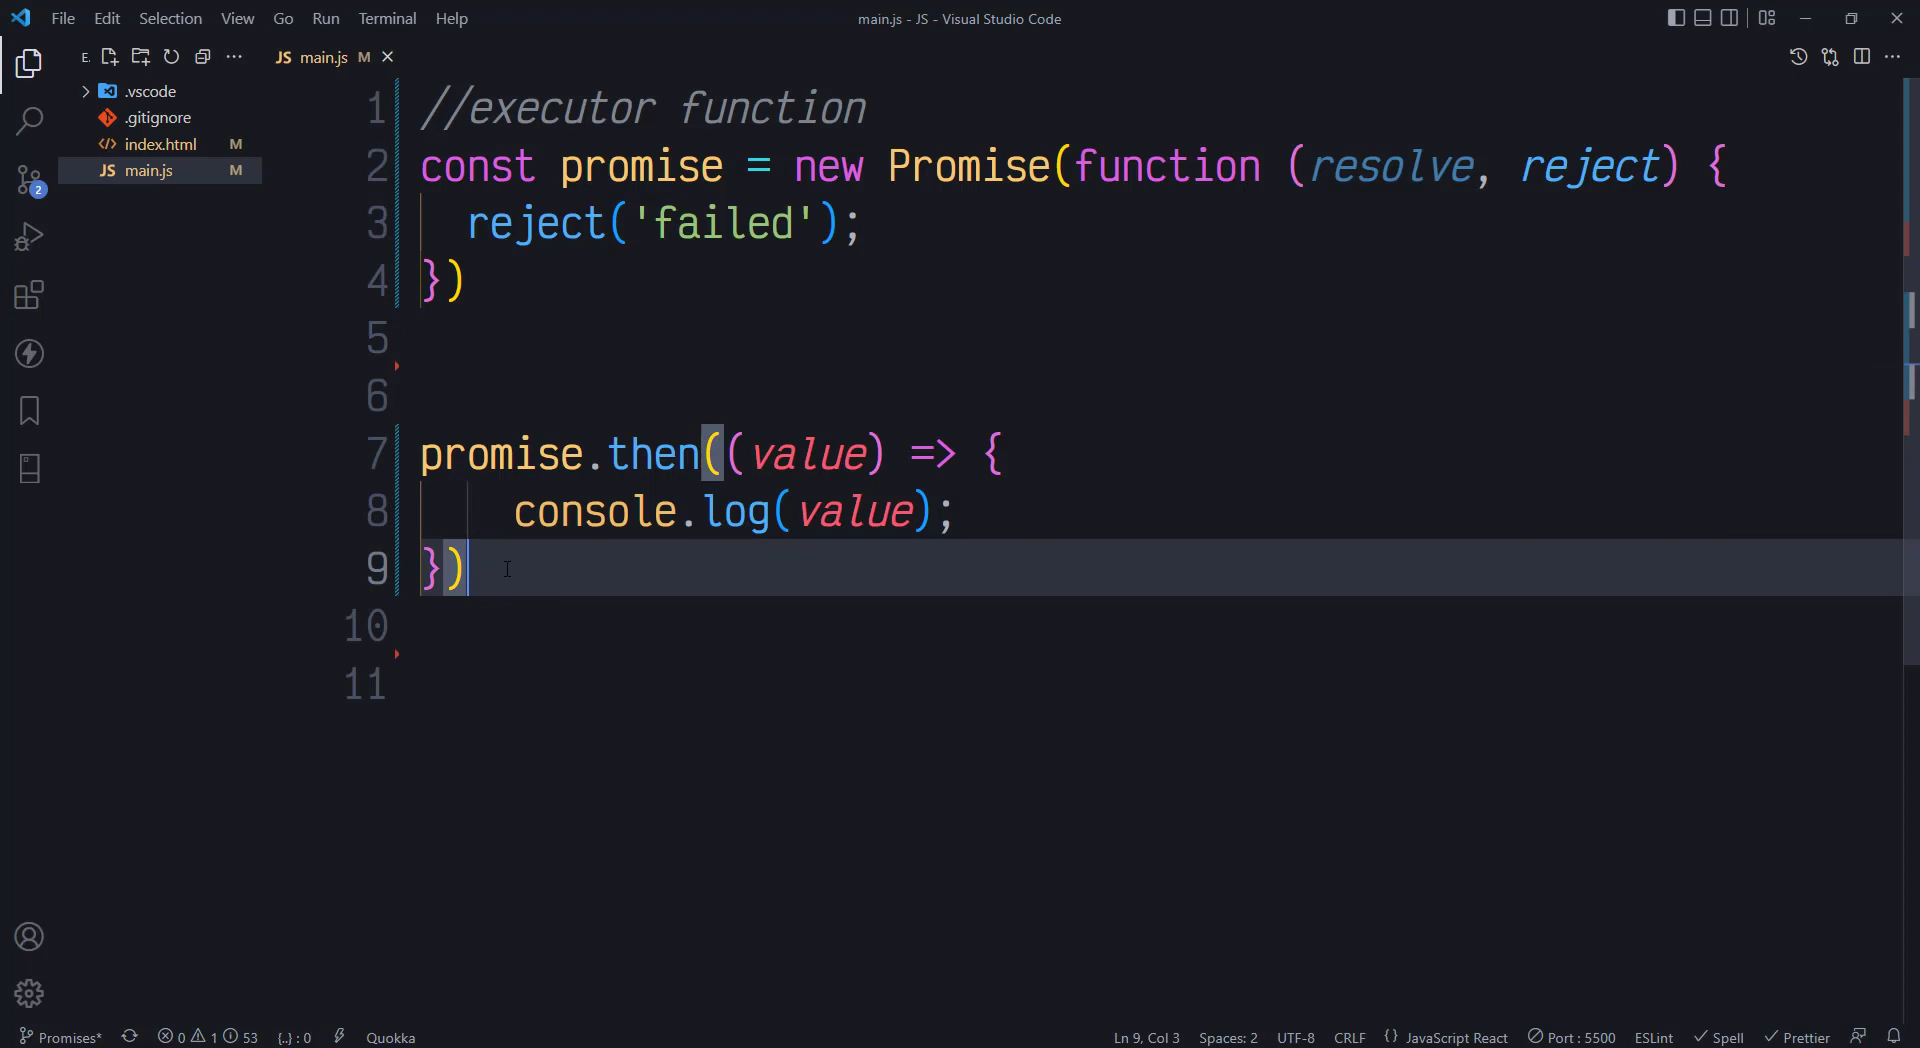 File Edit Selection View Go Run Terminal Help
main.js - JS - Visual Studio Code
E.
JS main.js M
.vscode
.gitignore
index.html M
JS main.js M
2
1 //executor function
2 const promise = new Promise(function (resolve, reject) {
3 reject('failed');
4 })
5
6
7 promise.then((value) => {
8 console.log(value);
9 })
10
11
Promises* 0 1 53 {..} : 0 Quokka
Ln 9, Col 3 Spaces: 2 UTF-8 CRLF {} JavaScript React Port : 5500 ESLint Spell Prettier